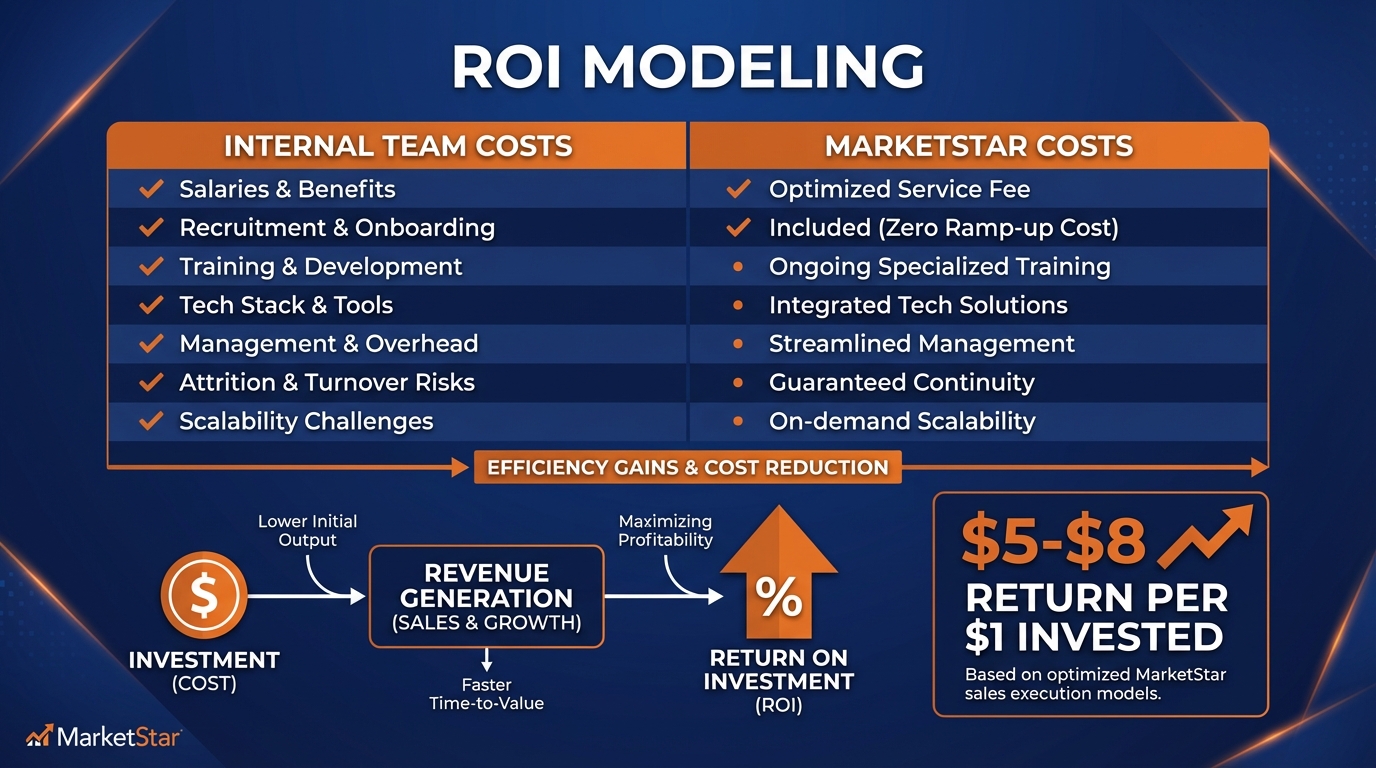 ROI MODELING
INTERNAL TEAM COSTS
MARKETSTAR COSTS
Salaries & Benefits
Optimized Service Fee
Recruitment & Onboarding
Included (Zero Ramp-up Cost)
Training & Development
Ongoing Specialized Training
Tech Stack & Tools
Integrated Tech Solutions
Management & Overhead
Streamlined Management
Attrition & Turnover Risks
Guaranteed Continuity
Scalability Challenges
On-demand Scalability
EFFICIENCY GAINS & COST REDUCTION
$
INVESTMENT
(COST)
Lower Initial
Output
REVENUE
GENERATION
(SALES & GROWTH)
Faster
Time-to-Value
Maximizing
Profitability
%
RETURN ON
INVESTMENT
(ROI)
$5-$8
RETURN PER
$1 INVESTED
Based on optimized MarketStar
sales execution models.
MarketStar